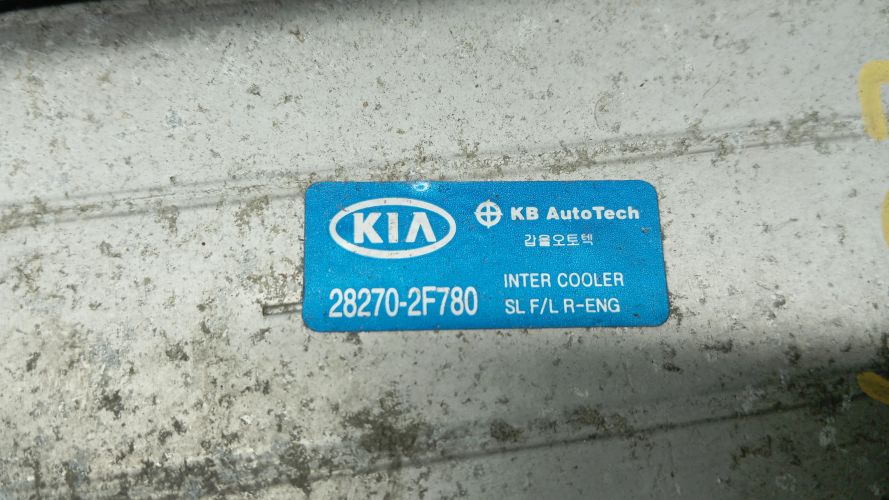 KIA
KB AutoTech
갑을오토텍
28270-2F780
INTER COOLER
SL F/L R-ENG